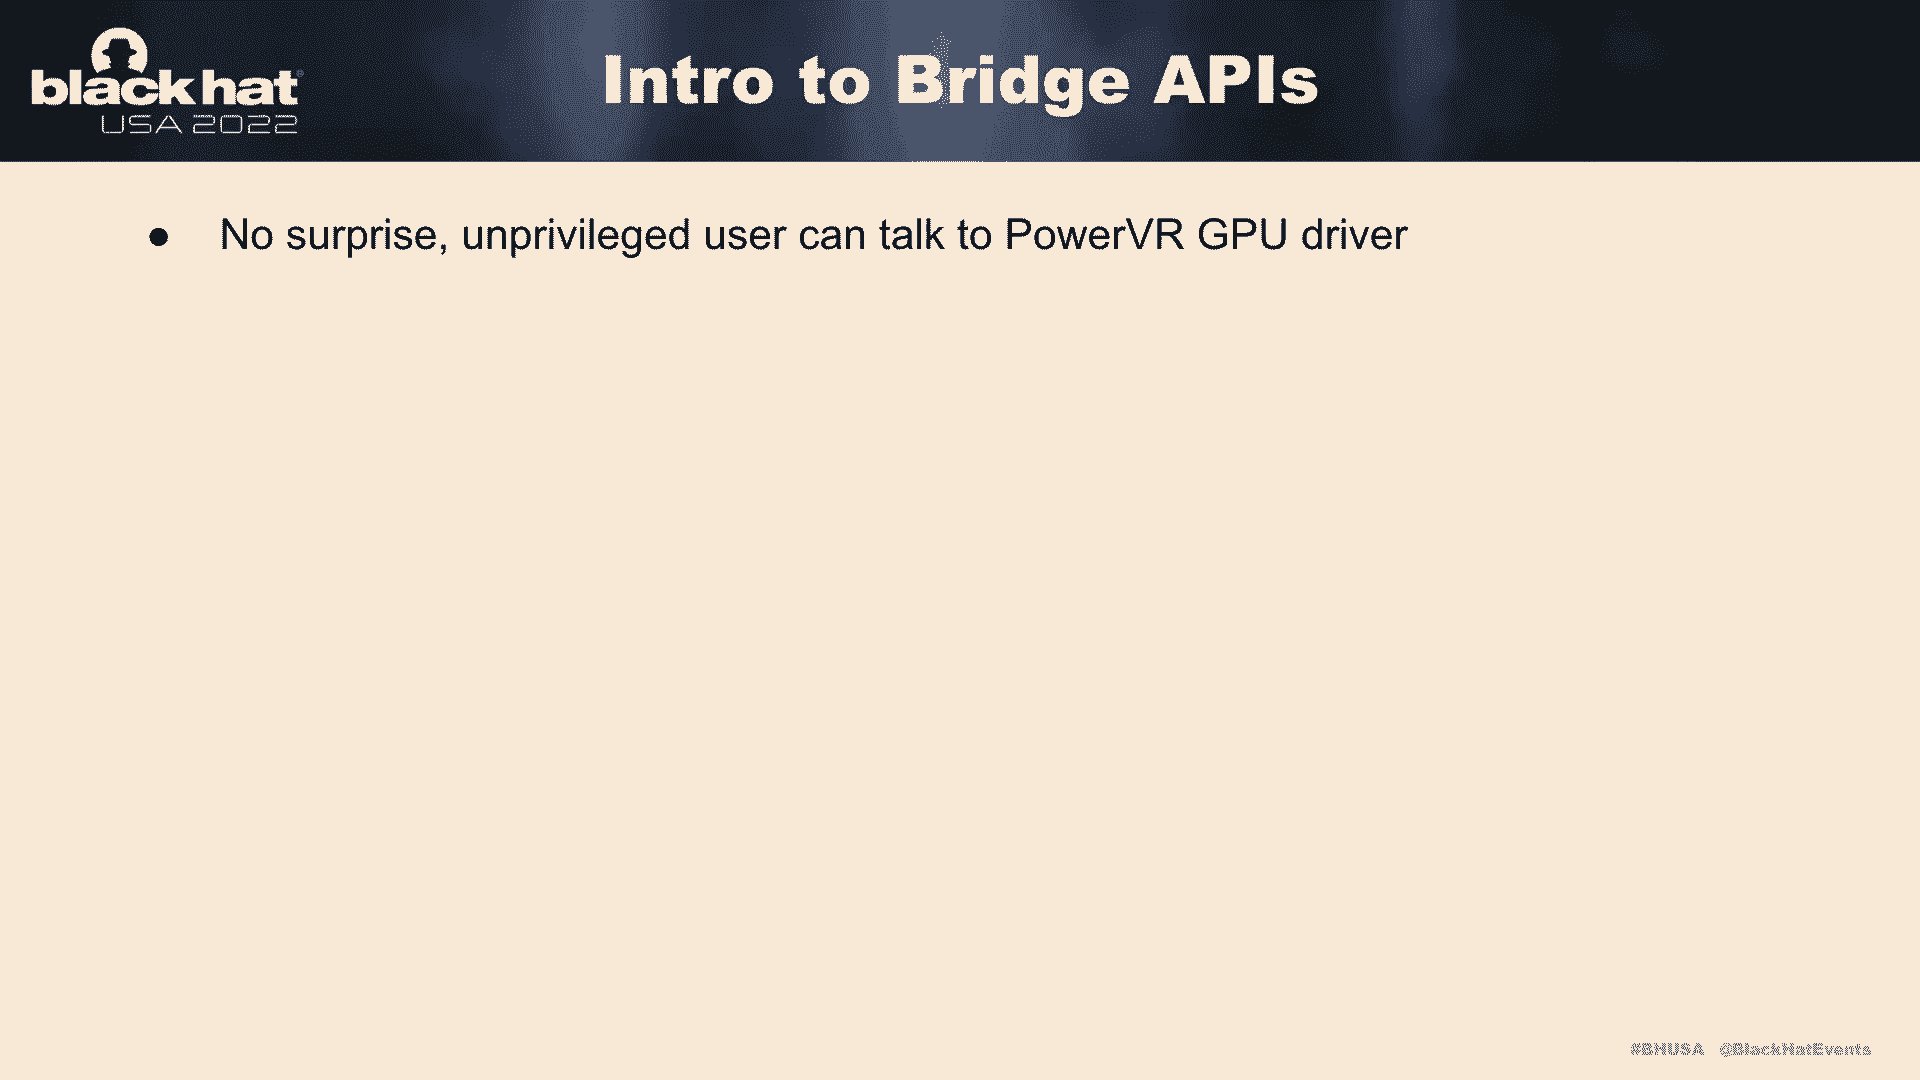 black hat
USA 2022
Intro to Bridge APIs
● No surprise, unprivileged user can talk to PowerVR GPU driver
#BHUSA @BlackHatEvents